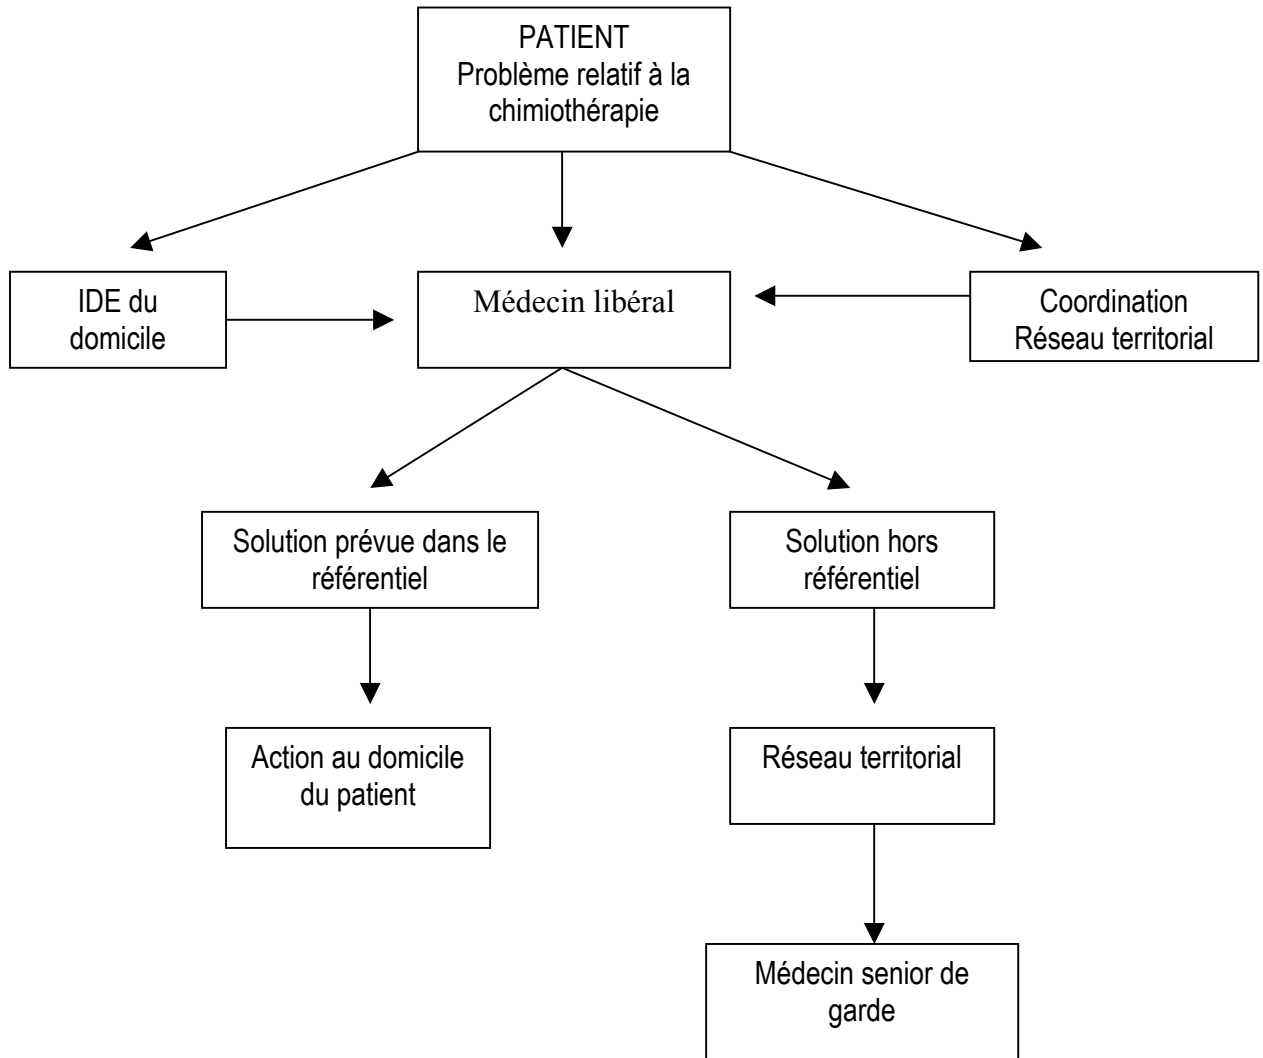 PATIENT
Problème relatif à la
chimiothérapie
IDE du
domicile
Médecin libéral
Coordination
Réseau territorial
Solution prévue dans le
référentiel
Solution hors
référentiel
Action au domicile
du patient
Réseau territorial
Médecin senior de
garde